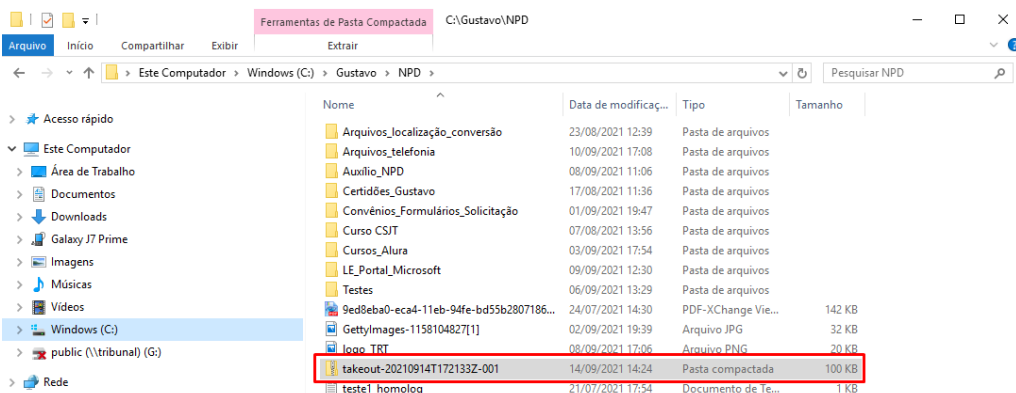 Ferramentas de Pasta Compactada C:\Gustavo\NPD
Arquivo Início Compartilhar Exibir Extrair
Este Computador > Windows (C:) > Gustavo > NPD > Pesquisar NPD
Nome Data de modificaç... Tipo Tamanho
Acesso rápido
Este Computador
Área de Trabalho
Documentos
Downloads
Galaxy J7 Prime
Imagens
Músicas
Vídeos
Windows (C:)
public (\\tribunal) (G:)
Rede
Arquivos_localização_conversão 23/08/2021 12:39 Pasta de arquivos
Arquivos_telefonia 10/09/2021 17:08 Pasta de arquivos
Auxílio_NPD 08/09/2021 11:06 Pasta de arquivos
Certidões_Gustavo 17/08/2021 11:36 Pasta de arquivos
Convênios_Formulários_Solicitação 01/09/2021 19:47 Pasta de arquivos
Curso CSJT 07/08/2021 13:56 Pasta de arquivos
Cursos_Alura 03/09/2021 17:54 Pasta de arquivos
LE_Portal_Microsoft 09/09/2021 12:30 Pasta de arquivos
Testes 06/09/2021 13:29 Pasta de arquivos
9ed8eba0-eca4-11eb-94fe-bd55b2807186... 24/07/2021 14:30 PDF-XChange Vie... 142 KB
GettyImages-1158104827[1] 02/09/2021 19:39 Arquivo JPG 32 KB
logo_TRT 08/09/2021 17:06 Arquivo PNG 20 KB
takeout-20210914T172133Z-001 14/09/2021 14:24 Pasta compactada 100 KB
teste1_homolog 21/07/2021 17:54 Documento de Te... 1 KB